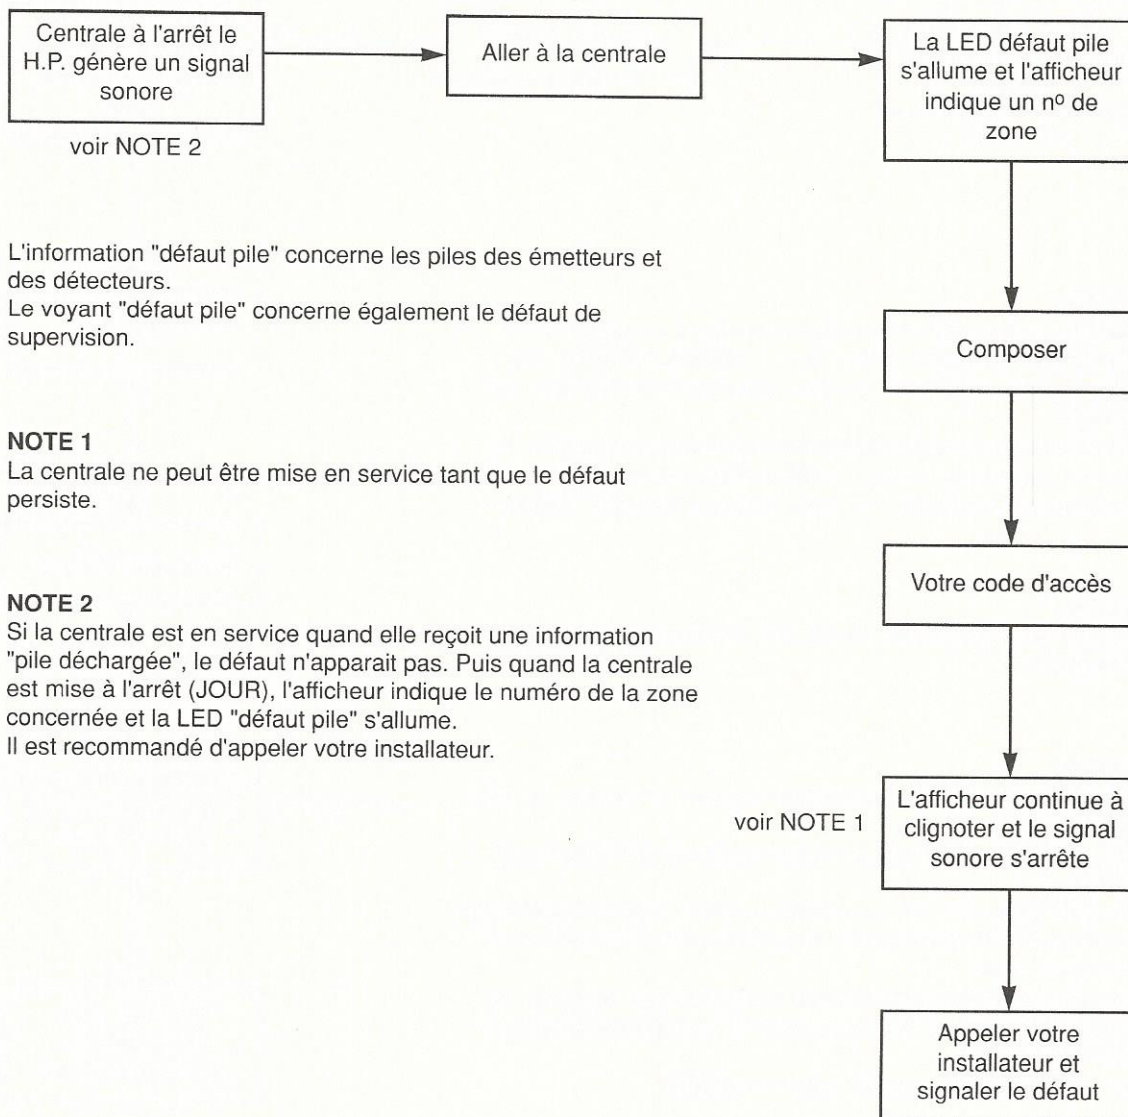 Centrale à l'arrêt le
H.P. génère un signal
sonore
voir NOTE 2
Aller à la centrale
La LED défaut pile
s'allume et l'afficheur
indique un nº de
zone
L'information "défaut pile" concerne les piles des émetteurs et
des détecteurs.
Le voyant "défaut pile" concerne également le défaut de
supervision.
Composer
NOTE 1
La centrale ne peut être mise en service tant que le défaut
persiste.
Votre code d'accès
NOTE 2
Si la centrale est en service quand elle reçoit une information
"pile déchargée", le défaut n'apparait pas. Puis quand la centrale
est mise à l'arrêt (JOUR), l'afficheur indique le numéro de la zone
concernée et la LED "défaut pile" s'allume.
Il est recommandé d'appeler votre installateur.
voir NOTE 1
L'afficheur continue à
clignoter et le signal
sonore s'arrête
Appeler votre
installateur et
signaler le défaut